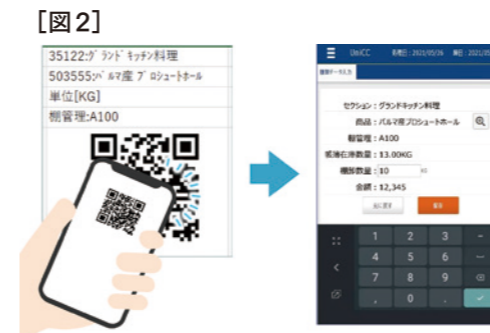 [図2]
35122:グランドキッチン料理
503555:パルマ産プロシュートホール
単位[KG]
棚管理:A100
UniCC
セクション:グランドキッチン料理
商品:パルマ産プロシュートホール
棚管理:A100
帳簿在庫数量:13.00KG
棚卸数量:10 KG
金額:12,345
1 2 3 -
4 5 6
7 8 9
, 0 .